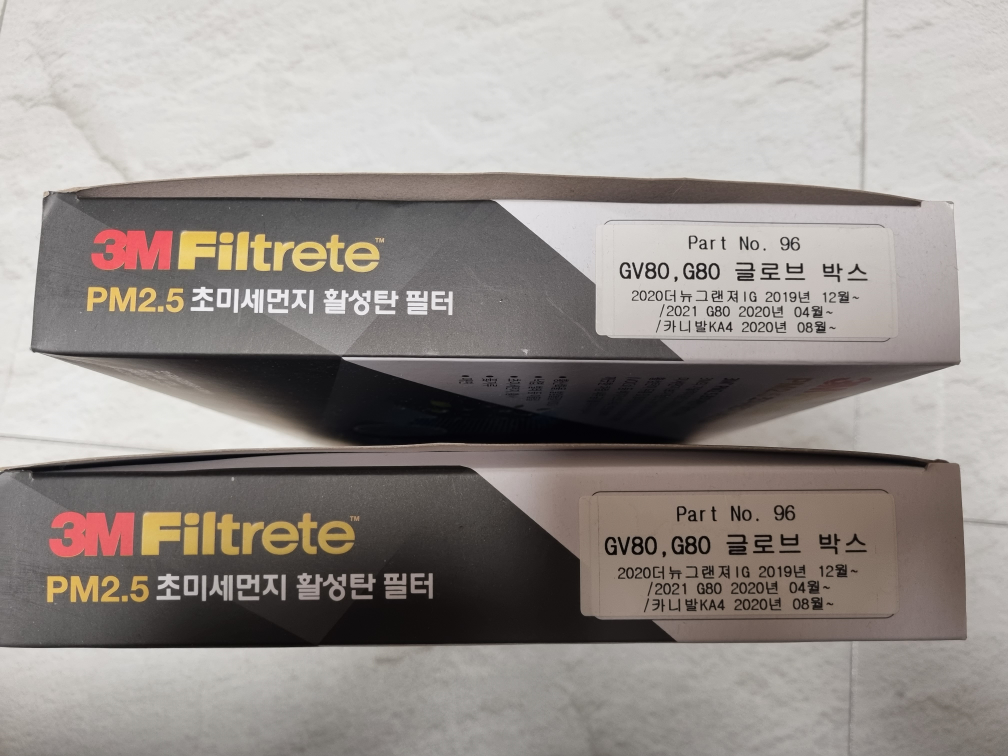 3M Filtrete™
PM2.5 초미세먼지 활성탄 필터
Part No. 96
GV80,G80 글로브 박스
2020더뉴그랜져IG 2019년 12월~
/2021 G80 2020년 04월~
/카니발KA4 2020년 08월~
3M Filtrete™
PM2.5 초미세먼지 활성탄 필터
Part No. 96
GV80,G80 글로브 박스
2020더뉴그랜져IG 2019년 12월~
/2021 G80 2020년 04월~
/카니발KA4 2020년 08월~